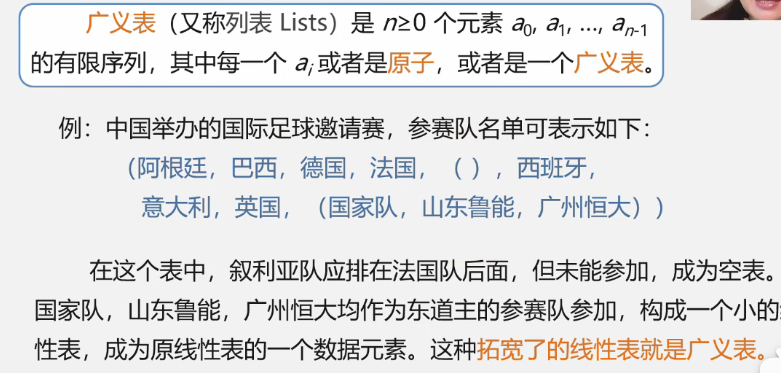 广义表（又称列表 Lists）是 n≥0 个元素 a0, a1, …, an-1
的有限序列，其中每一个 ai 或者是原子，或者是一个广义表。
例：中国举办的国际足球邀请赛，参赛队名单可表示如下：
（阿根廷，巴西，德国，法国，（ ），西班牙，
意大利，英国，（国家队，山东鲁能，广州恒大））
在这个表中，叙利亚队应排在法国队后面，但未能参加，成为空表。
国家队，山东鲁能，广州恒大均作为东道主的参赛队参加，构成一个小的
性表，成为原线性表的一个数据元素。这种拓宽了的线性表就是广义表。